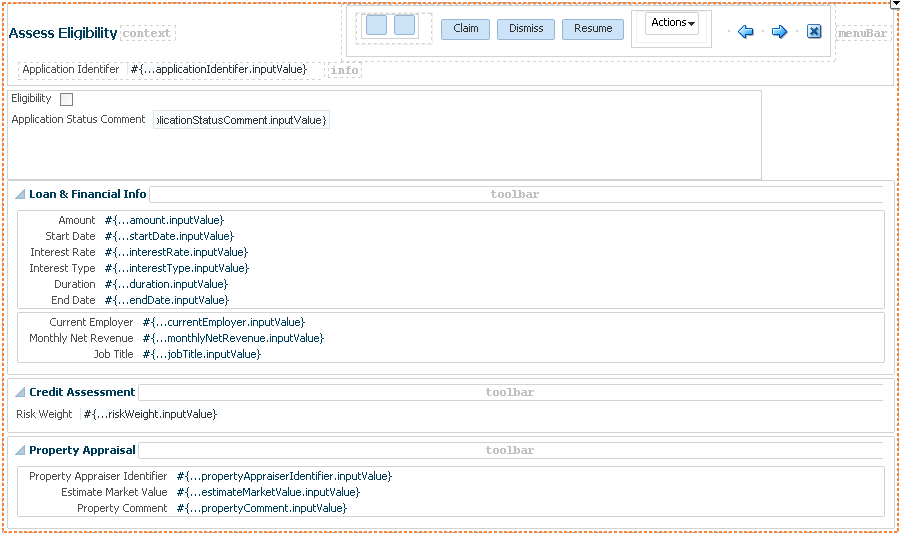 Assess Eligibility context
Claim Dismiss Resume Actions
menuBar
Application Identifer #{...applicationIdentifer.inputValue} info
Eligibility
Application Status Comment plicationStatusComment.inputValue}
Loan & Financial Info toolbar
Amount #{...amount.inputValue}
Start Date #{...startDate.inputValue}
Interest Rate #{...interestRate.inputValue}
Interest Type #{...interestType.inputValue}
Duration #{...duration.inputValue}
End Date #{...endDate.inputValue}
Current Employer #{...currentEmployer.inputValue}
Monthly Net Revenue #{...monthlyNetRevenue.inputValue}
Job Title #{...jobTitle.inputValue}
Credit Assessment toolbar
Risk Weight #{...riskWeight.inputValue}
Property Appraisal toolbar
Property Appraiser Identifier #{...propertyAppraiserIdentifier.inputValue}
Estimate Market Value #{...estimateMarketValue.inputValue}
Property Comment #{...propertyComment.inputValue}